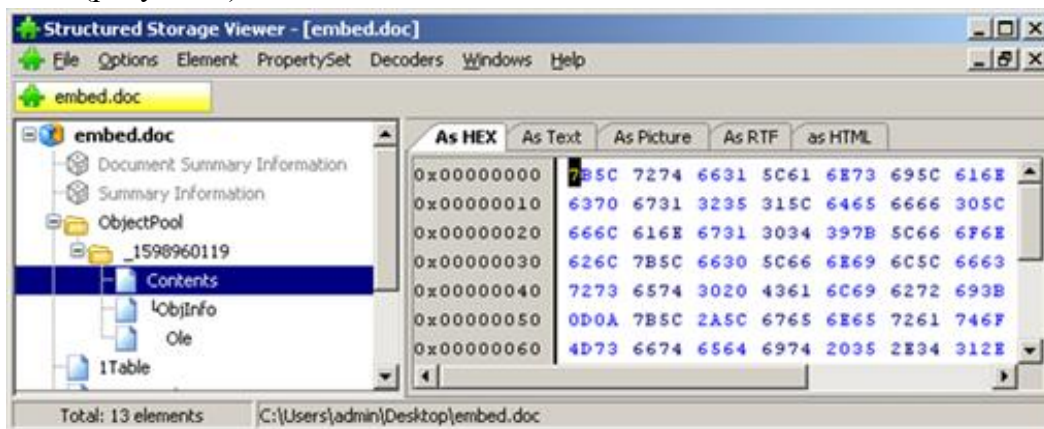 Structured Storage Viewer - [embed.doc]
File Options Element PropertySet Decoders Windows Help
embed.doc
embed.doc
Document Summary Information
Summary Information
ObjectPool
_1598960119
Contents
ObjInfo
Ole
1Table
As HEX As Text As Picture As RTF as HTML
0x00000000 7B5C 7274 6631 5C61 6E73 695C 616E
0x00000010 6370 6731 3235 315C 6465 6666 305C
0x00000020 666C 616E 6731 3034 397B 5C66 6F6E
0x00000030 626C 7B5C 6630 5C66 6E69 6C5C 6663
0x00000040 7273 6574 3020 4361 6C69 6272 693B
0x00000050 0D0A 7B5C 2A5C 6765 6E65 7261 746F
0x00000060 4D73 6674 6564 6974 2035 2E34 312E
Total: 13 elements C:\Users\admin\Desktop\embed.doc